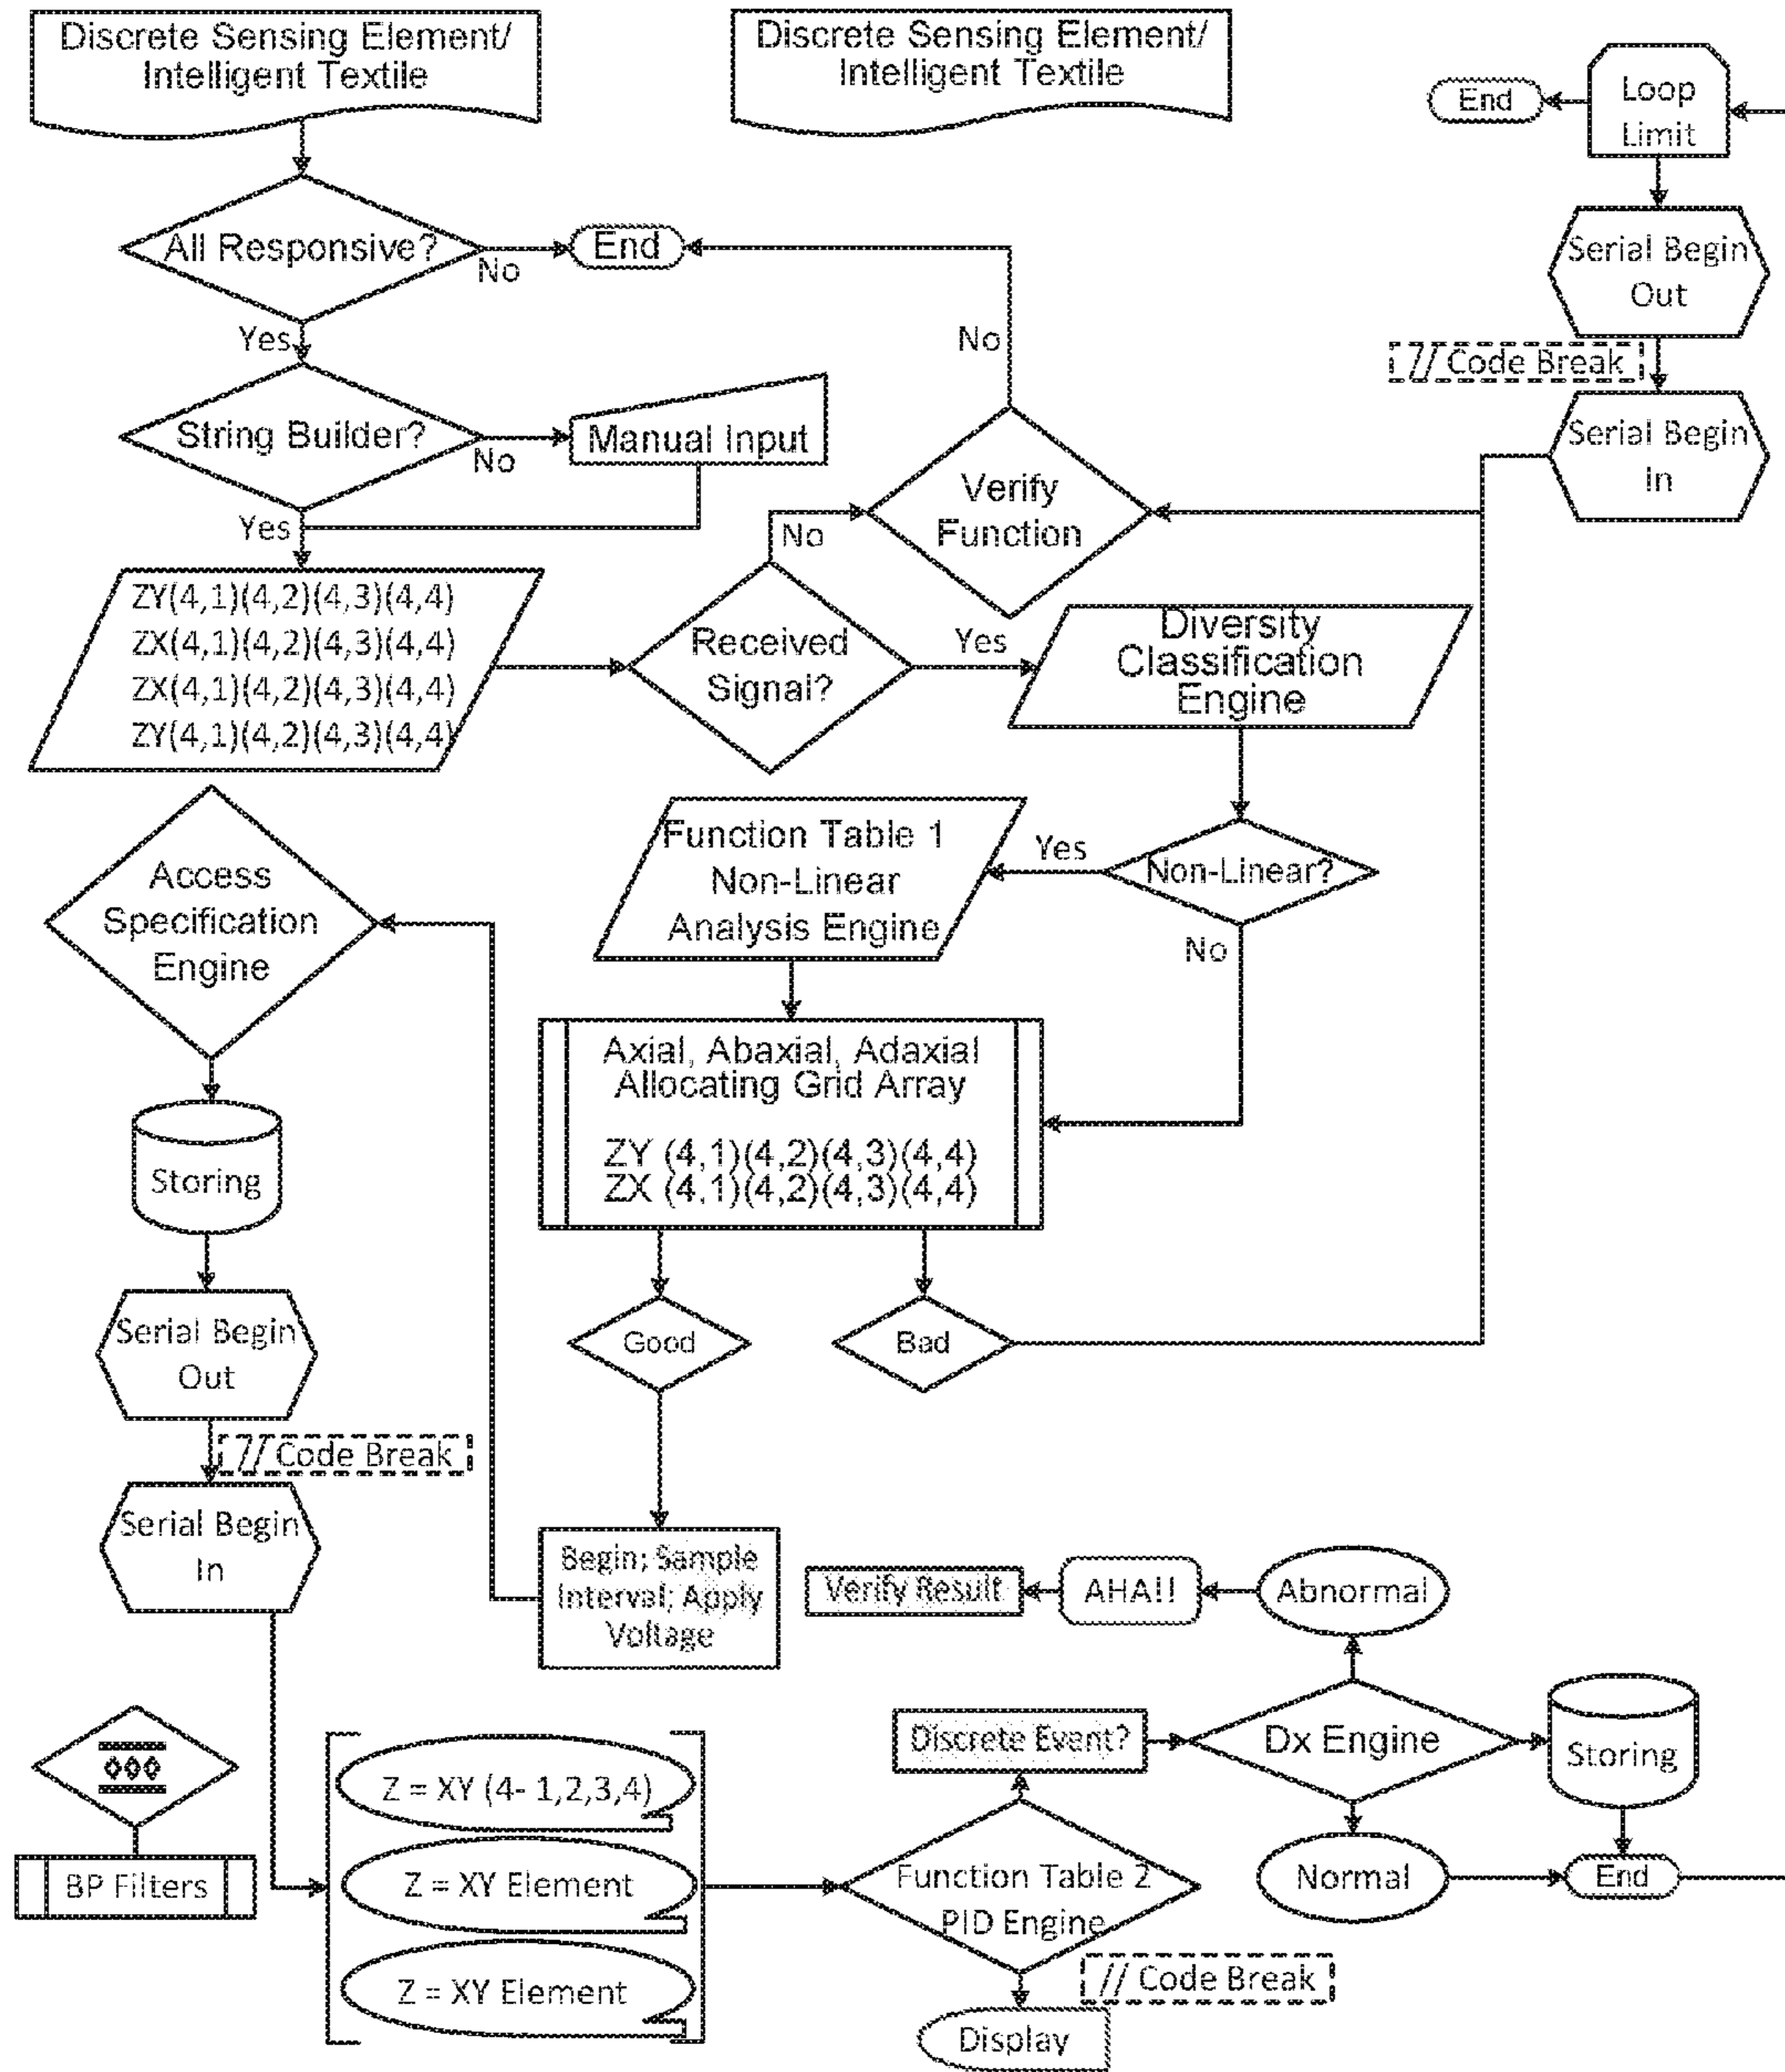 Discrete Sensing Element/
Intelligent Textile
Discrete Sensing Element/
Intelligent Textile
End
Loop
Limit
Serial Begin
Out
// Code Break
Serial Begin
In
All Responsive?
No
End
Yes
No
String Builder?
No
Manual Input
Yes
Verify
Function
No
ZY(4,1)(4,2)(4,3)(4,4)
ZX(4,1)(4,2)(4,3)(4,4)
ZX(4,1)(4,2)(4,3)(4,4)
ZY(4,1)(4,2)(4,3)(4,4)
Received
Signal?
Yes
Diversity
Classification
Engine
Non-Linear?
Yes
No
Function Table 1
Non-Linear
Analysis Engine
Access
Specification
Engine
Axial, Abaxial, Adaxial
Allocating Grid Array
ZY (4,1)(4,2)(4,3)(4,4)
ZX (4,1)(4,2)(4,3)(4,4)
Storing
Good
Bad
Serial Begin
Out
// Code Break
Serial Begin
In
Begin; Sample
Interval; Apply
Voltage
Verify Result
AHA!!
Abnormal
Discrete Event?
Dx Engine
Storing
BP Filters
Z = XY (4- 1,2,3,4)
Z = XY Element
Z = XY Element
Function Table 2
PID Engine
Normal
End
// Code Break
Display